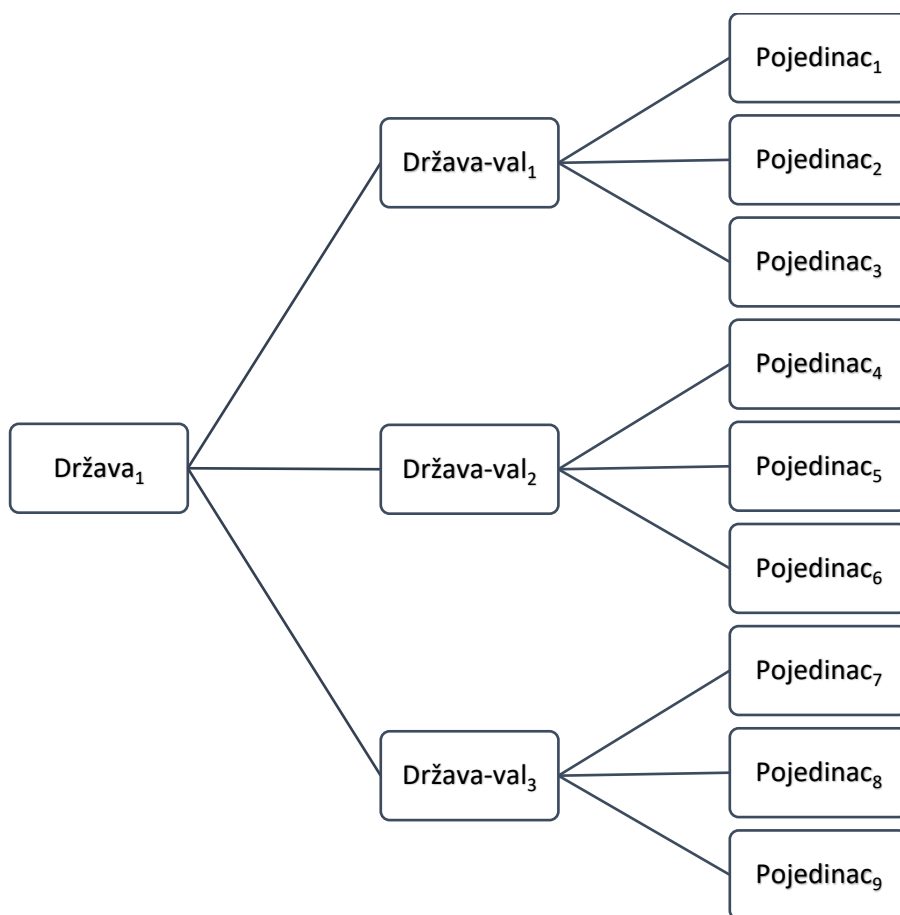 Pojedinac₁
Država-val₁
Pojedinac₂
Pojedinac₃
Pojedinac₄
Država₁
Država-val₂
Pojedinac₅
Pojedinac₆
Pojedinac₇
Država-val₃
Pojedinac₈
Pojedinac₉